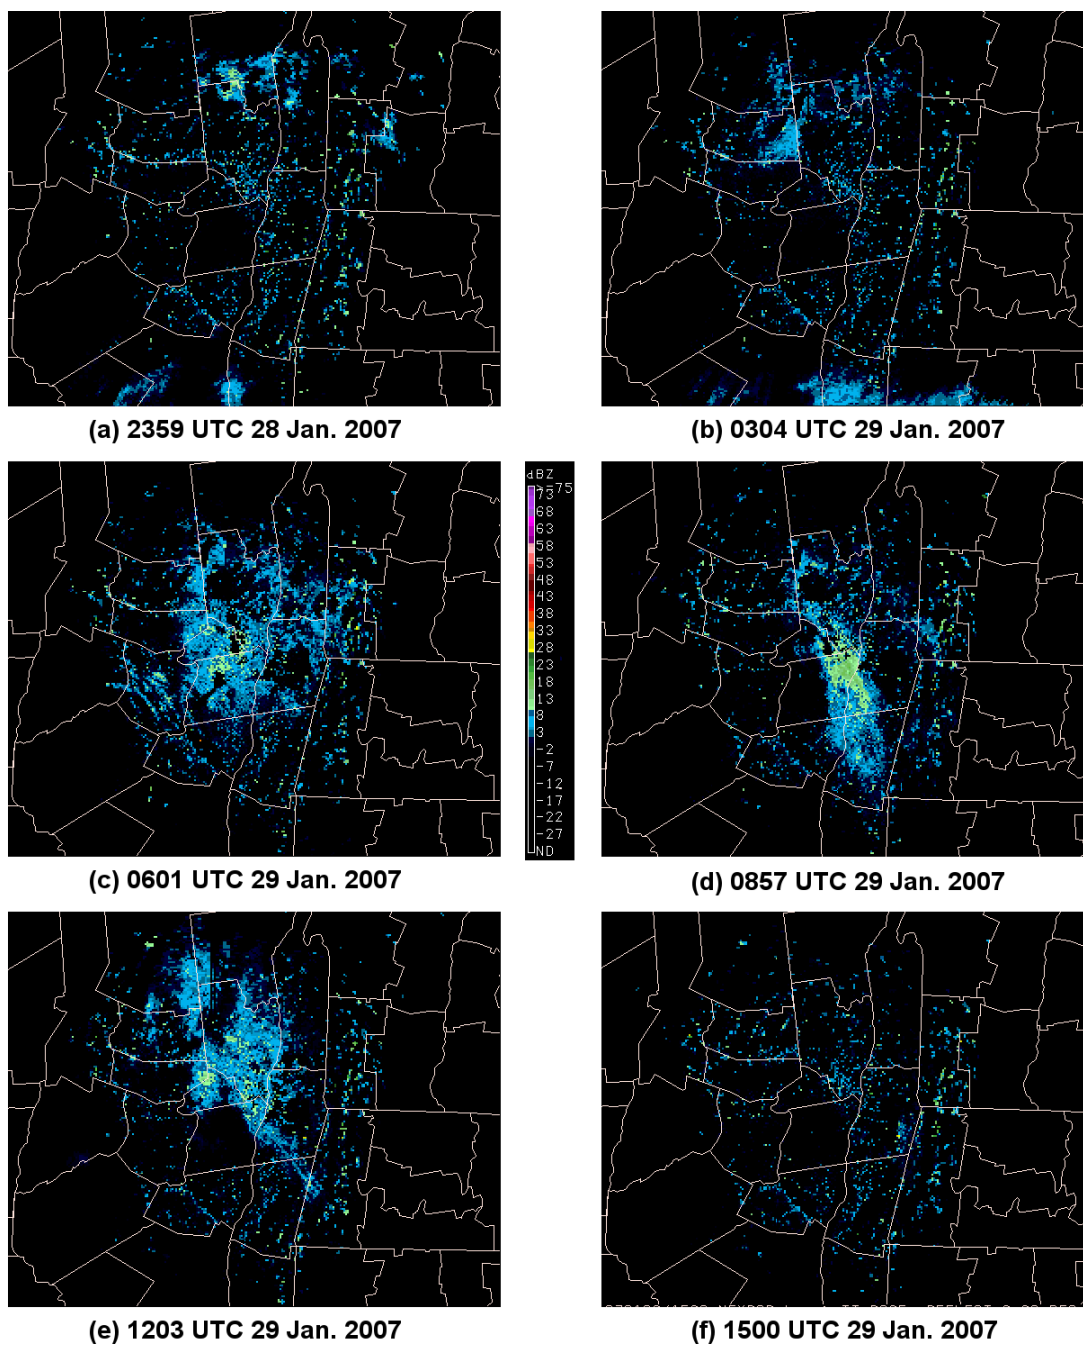 (a) 2359 UTC 28 Jan. 2007
(b) 0304 UTC 29 Jan. 2007
dBZ
>=75
73
68
63
58
53
48
43
38
33
28
23
18
13
8
3
-2
-7
-12
-17
-22
-27
ND
(c) 0601 UTC 29 Jan. 2007
(d) 0857 UTC 29 Jan. 2007
(e) 1203 UTC 29 Jan. 2007
(f) 1500 UTC 29 Jan. 2007